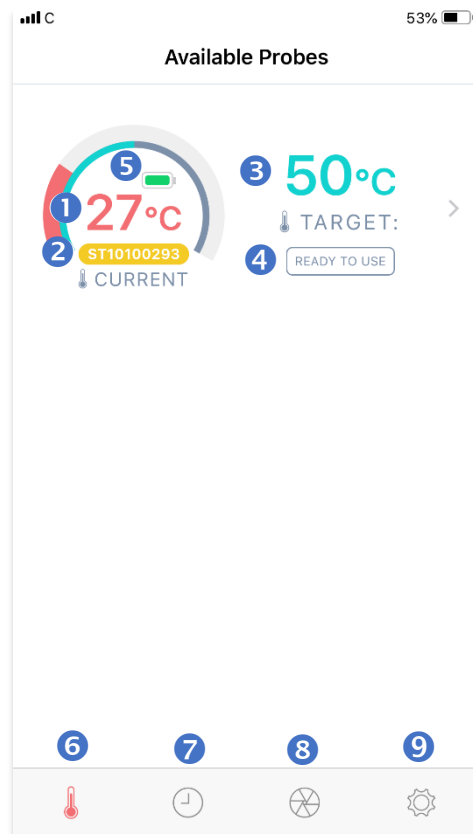 C 53%
Available Probes
5
1 27°C
2 ST10100293
CURRENT
3 50°C
TARGET:
4 READY TO USE
6 7 8 9